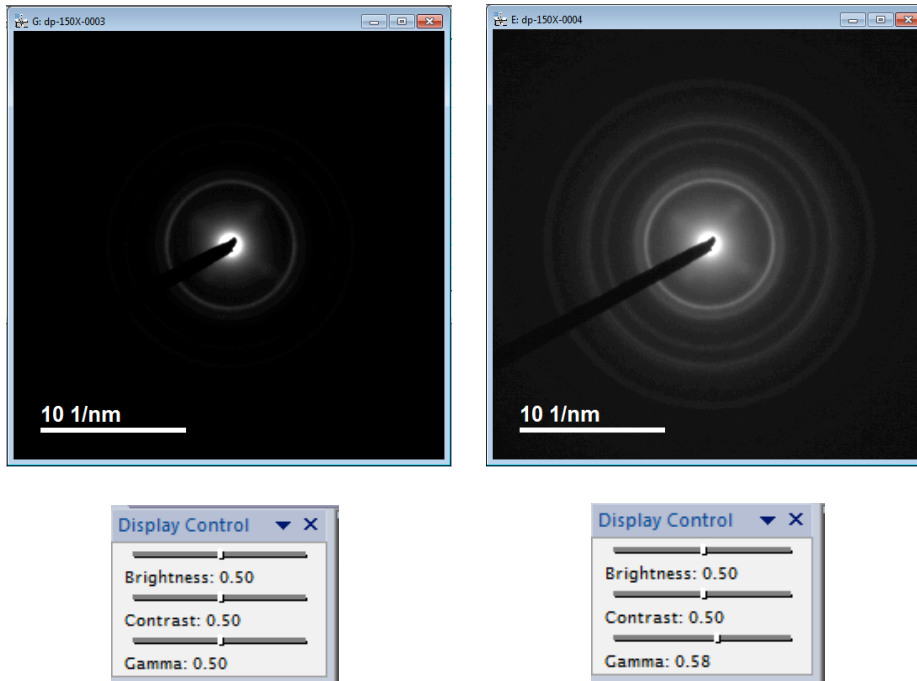 G: dp-150X-0003
E: dp-150X-0004
10 1/nm
10 1/nm
Display Control
Brightness: 0.50
Contrast: 0.50
Gamma: 0.50
Display Control
Brightness: 0.50
Contrast: 0.50
Gamma: 0.58